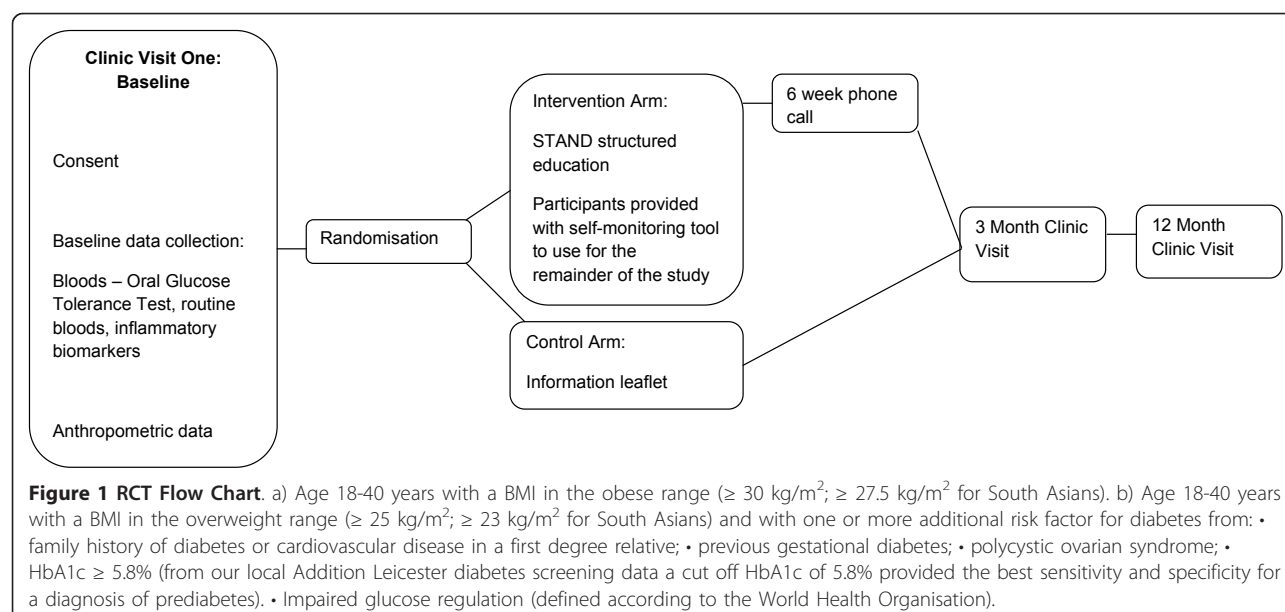 Clinic Visit One:
Baseline
Consent
Baseline data collection:
Bloods – Oral Glucose
Tolerance Test, routine
bloods, inflammatory
biomarkers
Anthropometric data
Randomisation
Intervention Arm:
STAND structured
education
Participants provided
with self-monitoring tool
to use for the
remainder of the study
Control Arm:
Information leaflet
6 week phone
call
3 Month Clinic
Visit
12 Month
Clinic Visit
Figure 1 RCT Flow Chart. a) Age 18-40 years with a BMI in the obese range (≥ 30 kg/m²; ≥ 27.5 kg/m² for South Asians). b) Age 18-40 years
with a BMI in the overweight range (≥ 25 kg/m²; ≥ 23 kg/m² for South Asians) and with one or more additional risk factor for diabetes from: •
family history of diabetes or cardiovascular disease in a first degree relative; • previous gestational diabetes; • polycystic ovarian syndrome; •
HbA1c ≥ 5.8% (from our local Addition Leicester diabetes screening data a cut off HbA1c of 5.8% provided the best sensitivity and specificity for
a diagnosis of prediabetes). • Impaired glucose regulation (defined according to the World Health Organisation).